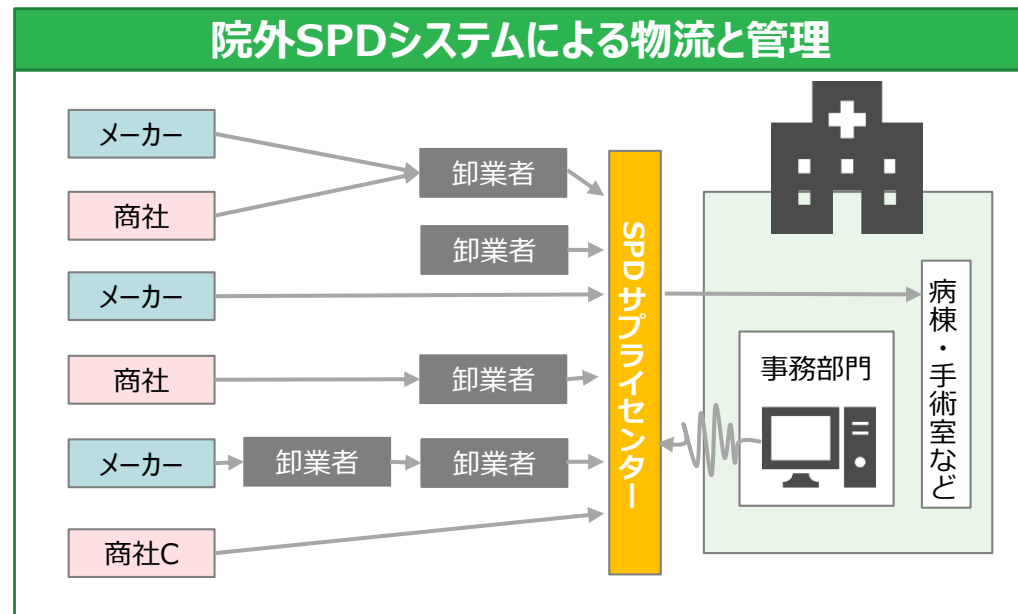 院外SPDシステムによる物流と管理
メーカー
卸業者
商社
卸業者
メーカー
商社
卸業者
メーカー
卸業者
卸業者
商社C
SPDサプライセンター
事務部門
病棟・手術室など